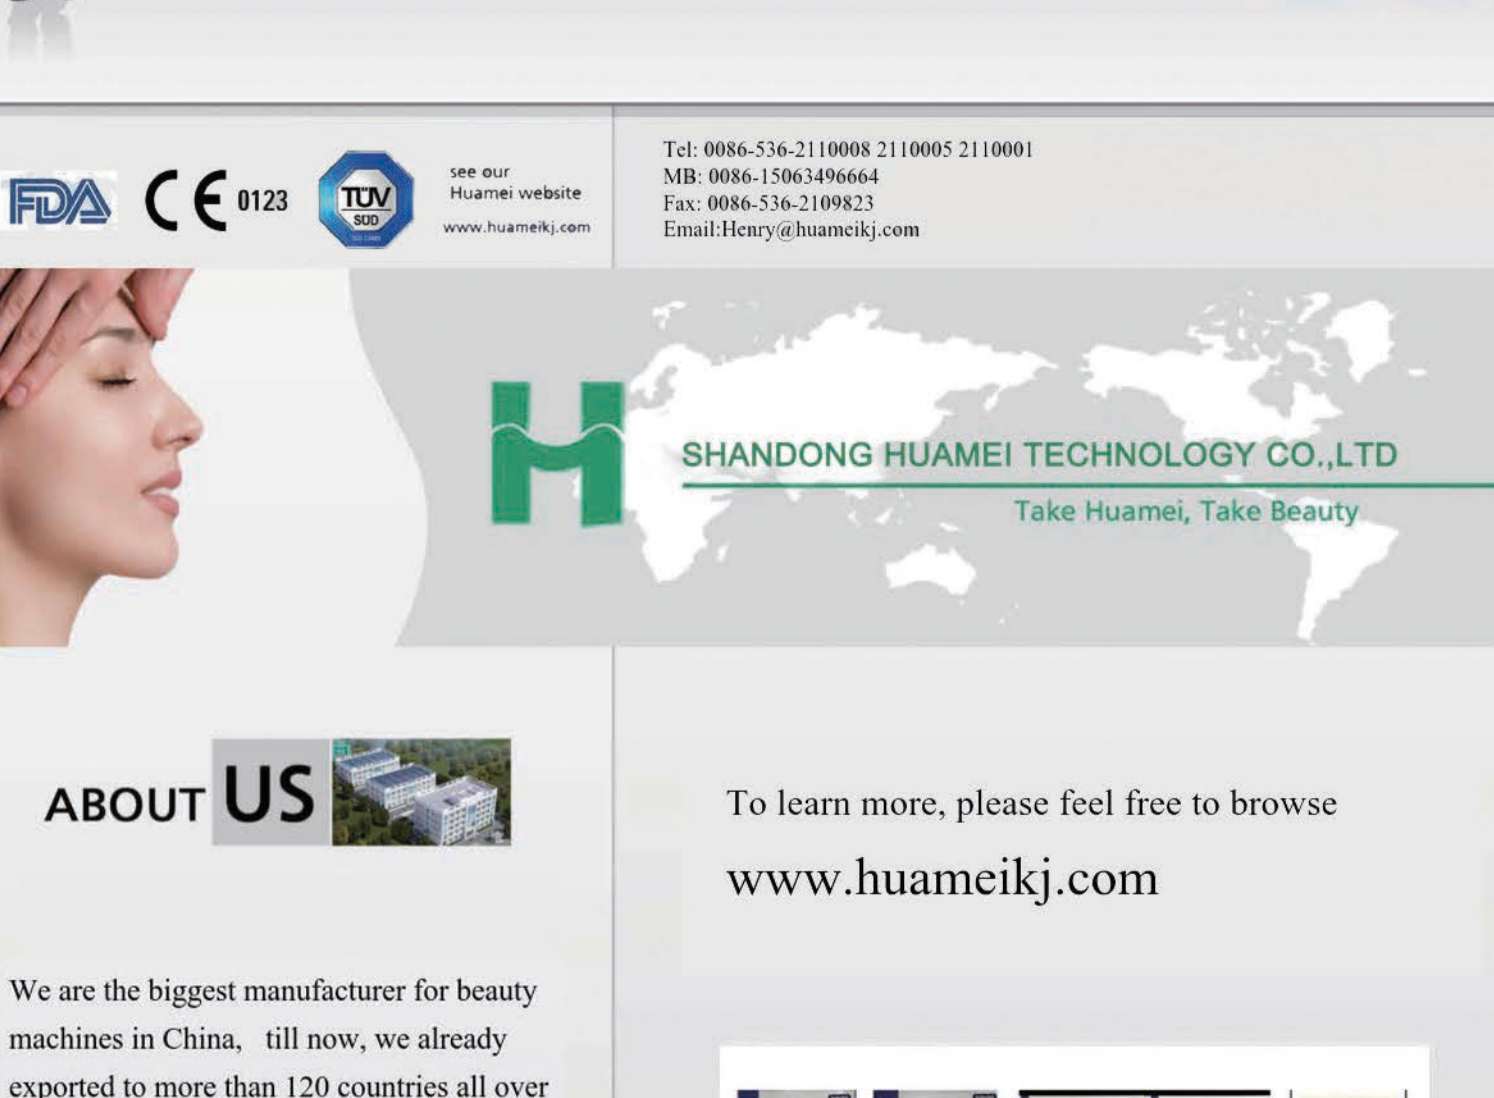 FDA
CE 0123
TÜV
SÜD
see our
Huamei website
www.huameikj.com
Tel: 0086-536-2110008 2110005 2110001
MB: 0086-15063496664
Fax: 0086-536-2109823
Email:Henry@huameikj.com
H
SHANDONG HUAMEI TECHNOLOGY CO.,LTD
Take Huamei, Take Beauty
ABOUT US
To learn more, please feel free to browse
www.huameikj.com
We are the biggest manufacturer for beauty
machines in China, till now, we already
exported to more than 120 countries all over